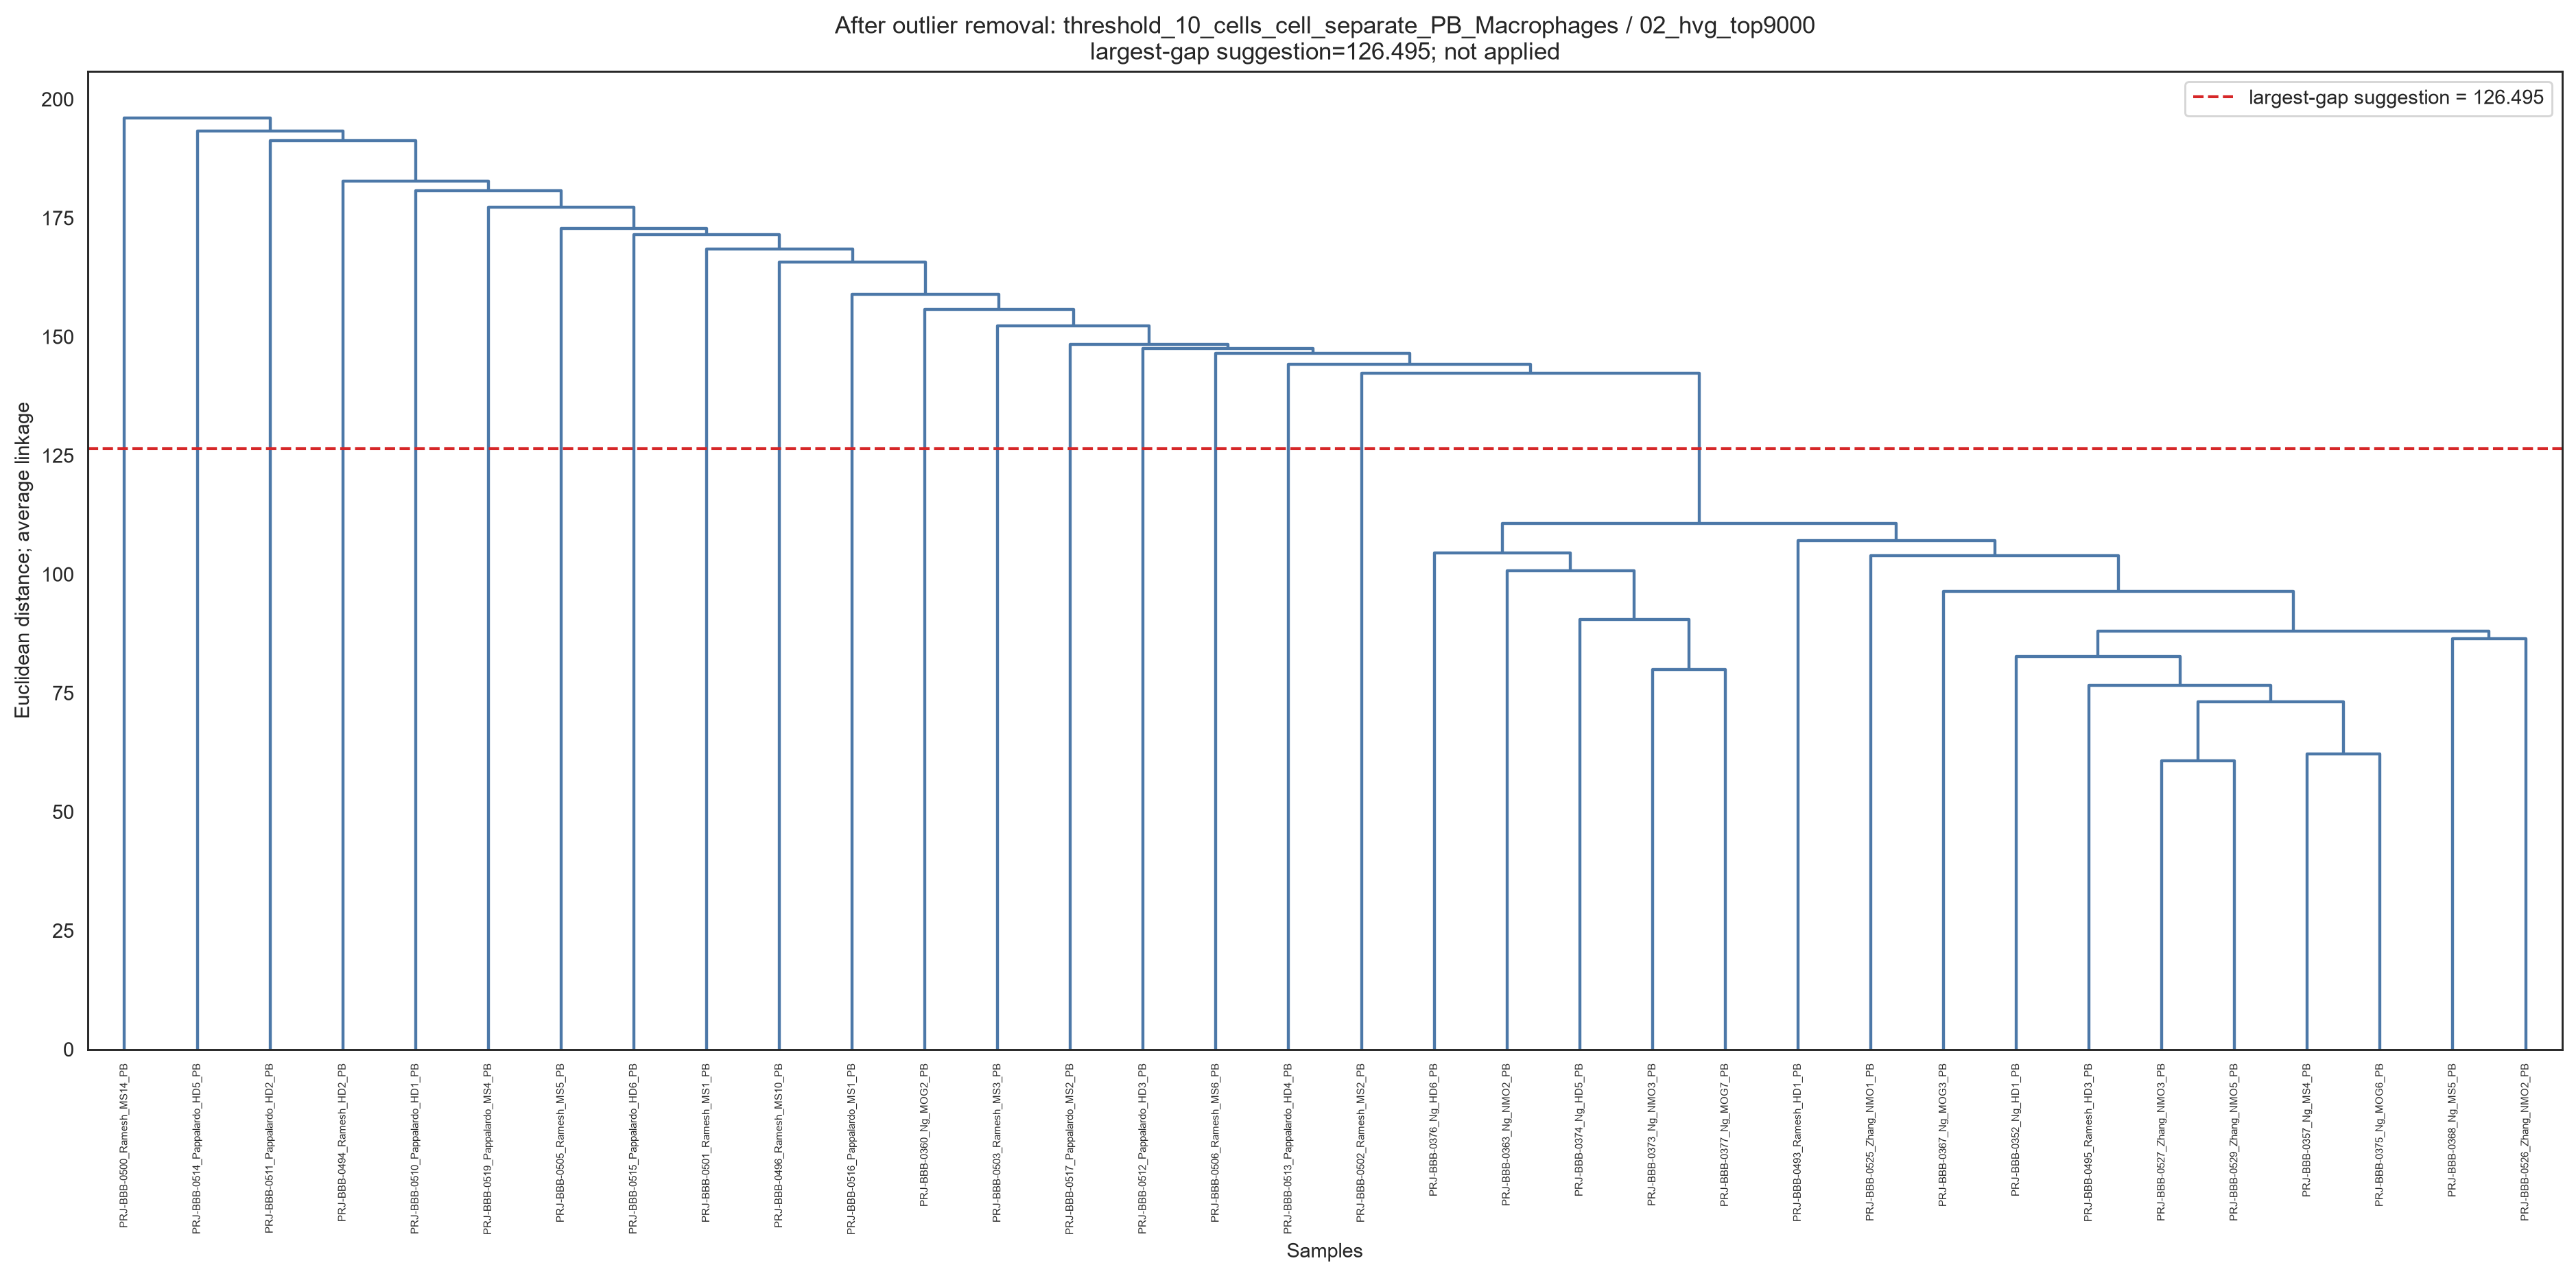 After outlier removal: threshold_10_cells_cell_separate_PB_Macrophages / 02_hvg_top9000
largest-gap suggestion=126.495; not applied
largest-gap suggestion = 126.495
Euclidean distance; average linkage
200
175
150
125
100
75
50
25
0
PRJ-BBB-0500_Ramesh_MS14_PB
PRJ-BBB-0514_Pappalardo_HD5_PB
PRJ-BBB-0511_Pappalardo_HD2_PB
PRJ-BBB-0494_Ramesh_HD2_PB
PRJ-BBB-0510_Pappalardo_HD1_PB
PRJ-BBB-0519_Pappalardo_MS4_PB
PRJ-BBB-0505_Ramesh_MS5_PB
PRJ-BBB-0515_Pappalardo_HD6_PB
PRJ-BBB-0501_Ramesh_MS1_PB
PRJ-BBB-0496_Ramesh_MS10_PB
PRJ-BBB-0516_Pappalardo_MS1_PB
PRJ-BBB-0360_Ng_MOG2_PB
PRJ-BBB-0503_Ramesh_MS3_PB
PRJ-BBB-0517_Pappalardo_MS2_PB
PRJ-BBB-0512_Pappalardo_HD3_PB
PRJ-BBB-0506_Ramesh_MS6_PB
PRJ-BBB-0513_Pappalardo_HD4_PB
PRJ-BBB-0502_Ramesh_MS2_PB
PRJ-BBB-0376_Ng_HD6_PB
PRJ-BBB-0363_Ng_NMO2_PB
PRJ-BBB-0374_Ng_HD5_PB
PRJ-BBB-0373_Ng_NMO3_PB
PRJ-BBB-0377_Ng_MOG7_PB
PRJ-BBB-0493_Ramesh_HD1_PB
PRJ-BBB-0525_Zhang_NMO1_PB
PRJ-BBB-0367_Ng_MOG3_PB
PRJ-BBB-0352_Ng_HD1_PB
PRJ-BBB-0495_Ramesh_HD3_PB
PRJ-BBB-0527_Zhang_NMO3_PB
PRJ-BBB-0529_Zhang_NMO5_PB
PRJ-BBB-0357_Ng_MS4_PB
PRJ-BBB-0375_Ng_MOG6_PB
PRJ-BBB-0368_Ng_MS5_PB
PRJ-BBB-0526_Zhang_NMO2_PB
Samples